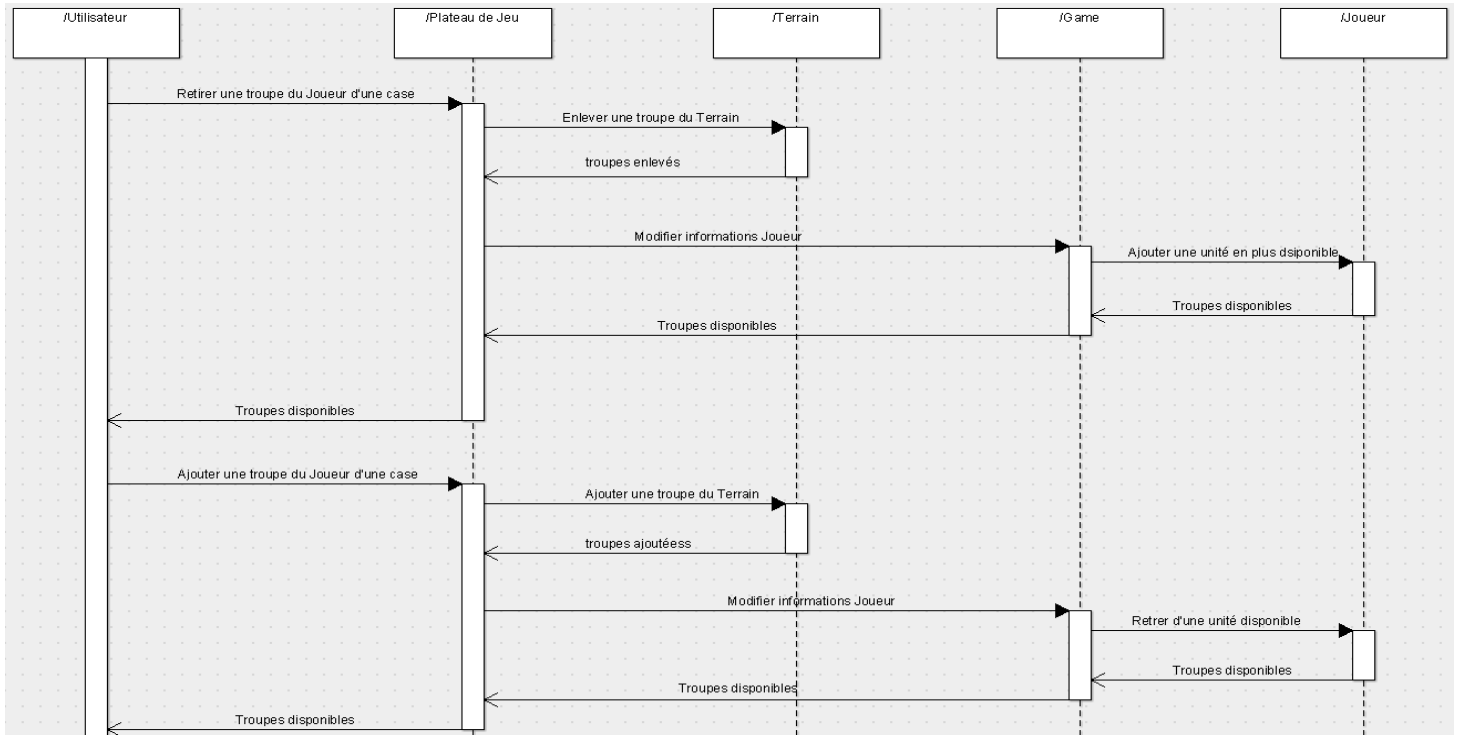 /Utilisateur
/Plateau de Jeu
/Terrain
/Game
/Joueur
Retirer une troupe du Joueur d'une case
Enlever une troupe du Terrain
troupes enlevés
Modifier informations Joueur
Ajouter une unité en plus dsiponible
Troupes disponibles
Troupes disponibles
Troupes disponibles
Ajouter une troupe du Joueur d'une case
Ajouter une troupe du Terrain
troupes ajoutéess
Modifier informations Joueur
Retrer d'une unité disponible
Troupes disponibles
Troupes disponibles
Troupes disponibles